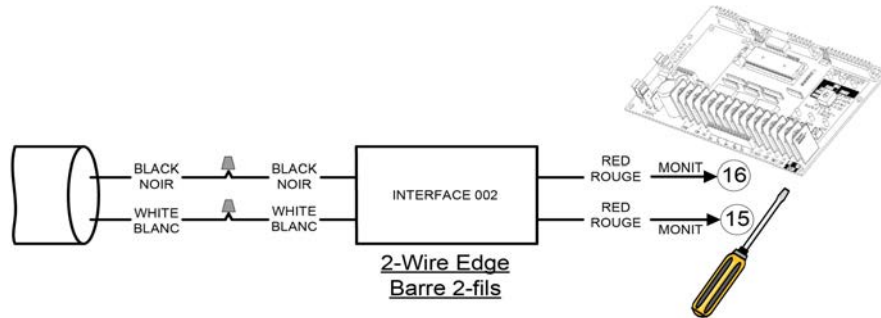 BLACK
NOIR
BLACK
NOIR
INTERFACE 002
RED
ROUGE
MONIT
16
WHITE
BLANC
WHITE
BLANC
RED
ROUGE
MONIT
15
2-Wire Edge
Barre 2-fils